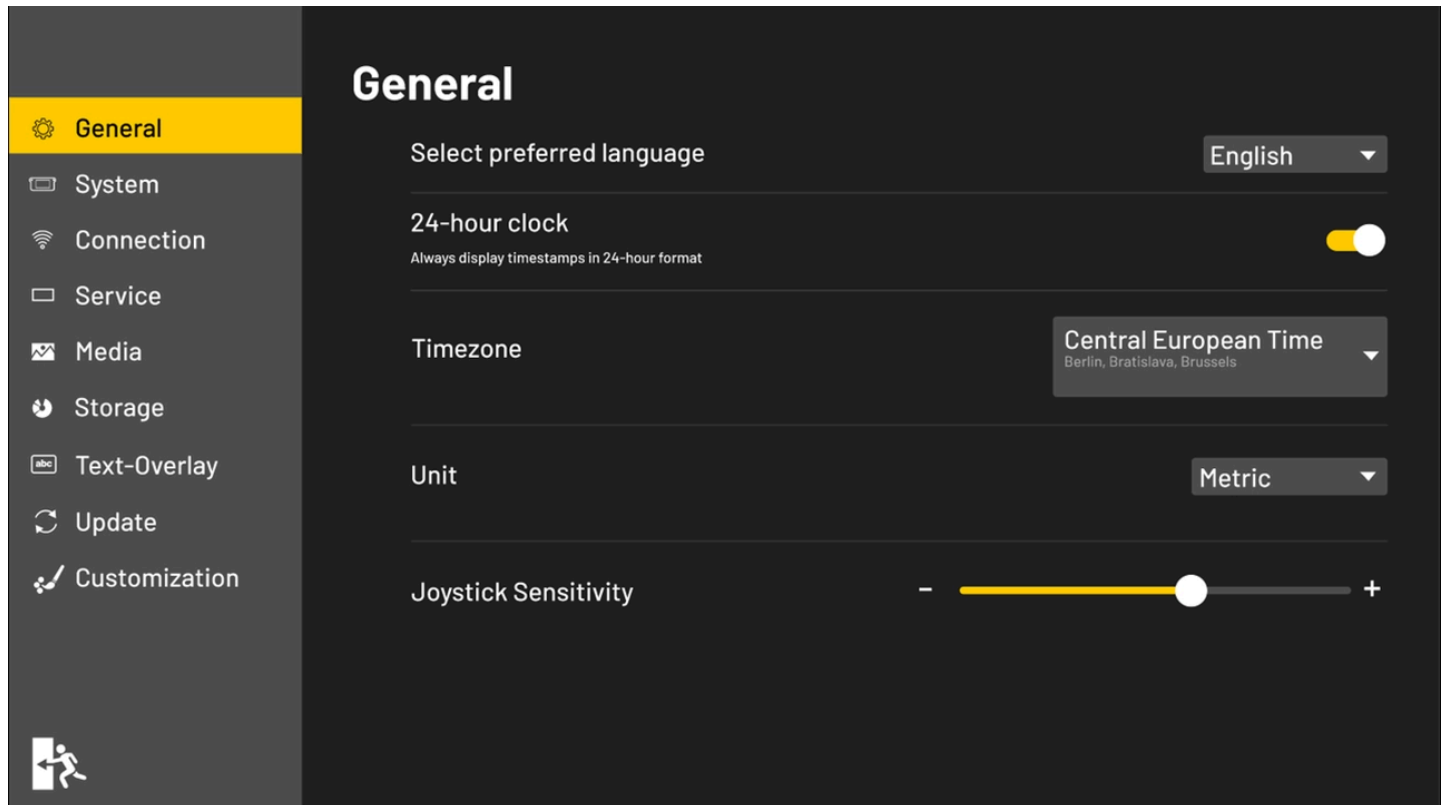 General
System
Connection
Service
Media
Storage
abc Text-Overlay
Update
Customization
General
Select preferred language English
24-hour clock
Always display timestamps in 24-hour format
Timezone Central European Time
Berlin, Bratislava, Brussels
Unit Metric
Joystick Sensitivity - +